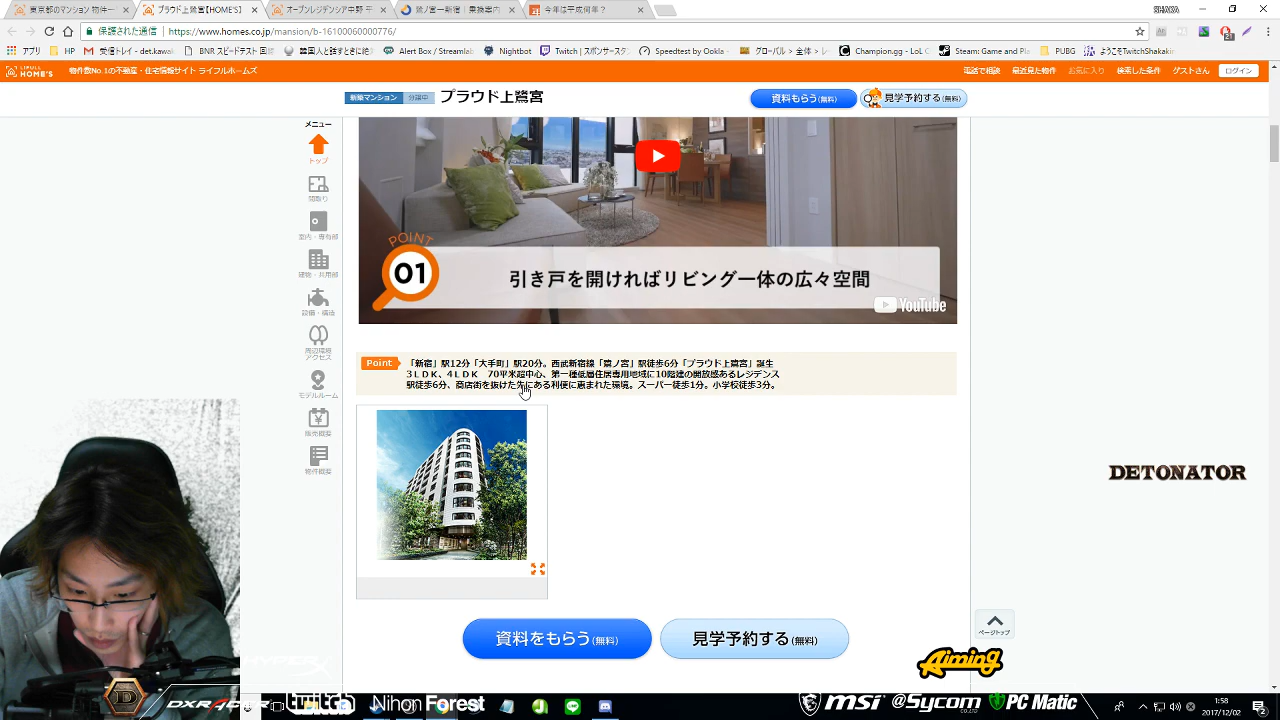 東京都のマンション 物件一
プラウド上鷺宮【HOME'S】
オープンレジデンシア中野 千
鷺ノ宮－新宿｜乗換案内
今年は平成何年？
保護された通信
https://www.homes.co.jp/mansion/b-16100060000776/
アプリ
HP
受信トレイ - det.kawai
BNR スピードテスト 回線
韓国人と話すときに絶
Alert Box / Streamlab
Nightbot
Twitch | スポンサースタ
Speedtest by Ookla -
グローバル > 全体 > レ
Champion.gg - LoL C
Steam: Game and Pla
PUBG
ようこそTwitchShakaに
LIFULL HOME'S
物件数No.1の不動産・住宅情報サイト ライフルホームズ
電話で相談
最近見た物件
お気に入り
検索した条件
ゲストさん
ログイン
新築マンション
分譲中
プラウド上鷺宮
資料もらう(無料)
見学予約する(無料)
メニュー
トップ
間取り
室内・専有部
建物・共用部
設備・構造
周辺環境
アクセス
モデルルーム
販売概要
物件概要
POINT
01
引き戸を開ければリビング一体の広々空間
YouTube
Point
「新宿」駅12分「大手町」駅20分。西武新宿線「鷺ノ宮」駅徒歩6分「プラウド上鷺宮」誕生
３ＬＤＫ、４ＬＤＫ　70平米超中心、第一種低層住居専用地域に10階建の開放感あるレジデンス
駅徒歩6分、商店街を抜けた先にある利便に恵まれた環境。スーパー徒歩1分。小学校徒歩3分。
資料をもらう(無料)
見学予約する(無料)
ページトップ
DETONATOR
Aiming
HYPERX
DXRACER
twitch
Nihon Forest
msi
@Sycom
CO.,LTD
PC Matic
1:58
2017/12/02